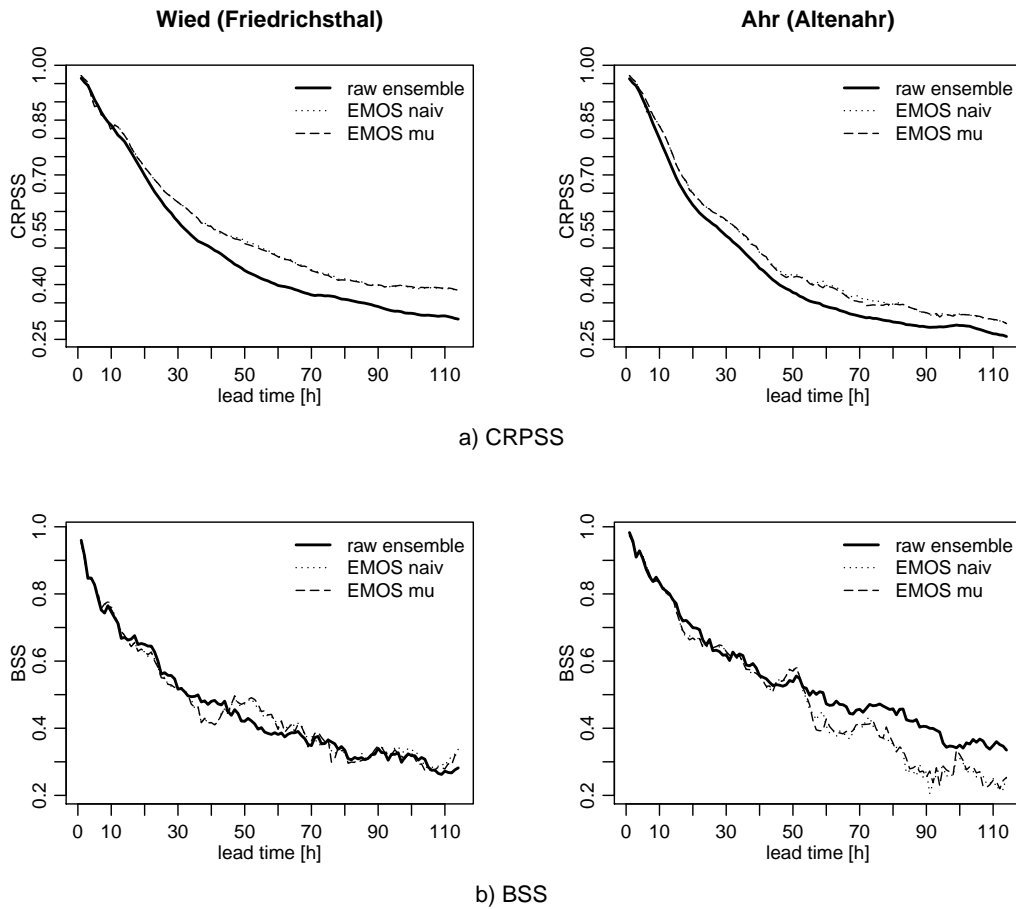 Wied (Friedrichsthal)
Ahr (Altenahr)
CRPSS
0.25 0.40 0.55 0.70 0.85 1.00
raw ensemble
EMOS naiv
EMOS mu
0 10 30 50 70 90 110
lead time [h]
CRPSS
0.25 0.40 0.55 0.70 0.85 1.00
raw ensemble
EMOS naiv
EMOS mu
0 10 30 50 70 90 110
lead time [h]
a) CRPSS
BSS
0.2 0.4 0.6 0.8 1.0
raw ensemble
EMOS naiv
EMOS mu
0 10 30 50 70 90 110
lead time [h]
BSS
0.2 0.4 0.6 0.8 1.0
raw ensemble
EMOS naiv
EMOS mu
0 10 30 50 70 90 110
lead time [h]
b) BSS